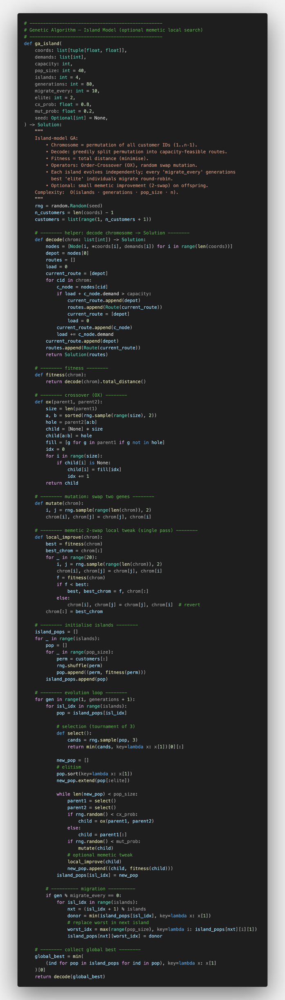 # -------------------------------------------------
# Genetic Algorithm – Island Model (optional memetic local search)
# -------------------------------------------------
def ga_island(
    coords: list[tuple[float, float]],
    demands: list[int],
    capacity: int,
    pop_size: int = 40,
    islands: int = 4,
    generations: int = 80,
    migrate_every: int = 10,
    elite: int = 2,
    cx_prob: float = 0.8,
    mut_prob: float = 0.2,
    seed: Optional[int] = None,
) -> Solution:
    """
    Island-model GA:
        • Chromosome = permutation of all customer IDs (1..n-1).
        • Decode: greedily split permutation into capacity-feasible routes.
        • Fitness = total distance (minimise).
        • Operators: Order-Crossover (OX), random swap mutation.
        • Each island evolves independently; every 'migrate_every' generations
          best 'elite' individuals migrate round-robin.
        • Optional: small memetic improvement (2-swap) on offspring.
    Complexity:  O(islands · generations · pop_size · n).
    """
    rng = random.Random(seed)
    n_customers = len(coords) - 1
    customers = list(range(1, n_customers + 1))

    # -------- helper: decode chromosome -> Solution --------
    def decode(chrom: list[int]) -> Solution:
        nodes = [Node(i, *coords[i], demands[i]) for i in range(len(coords))]
        depot = nodes[0]
        routes = []
        load = 0
        current_route = [depot]
        for cid in chrom:
            c_node = nodes[cid]
            if load + c_node.demand > capacity:
                current_route.append(depot)
                routes.append(Route(current_route))
                current_route = [depot]
                load = 0
            current_route.append(c_node)
            load += c_node.demand
        current_route.append(depot)
        routes.append(Route(current_route))
        return Solution(routes)

    # -------- fitness --------
    def fitness(chrom):
        return decode(chrom).total_distance()

    # -------- crossover (OX) --------
    def ox(parent1, parent2):
        size = len(parent1)
        a, b = sorted(rng.sample(range(size), 2))
        hole = parent2[a:b]
        child = [None] * size
        child[a:b] = hole
        fill = [g for g in parent1 if g not in hole]
        idx = 0
        for i in range(size):
            if child[i] is None:
                child[i] = fill[idx]
                idx += 1
        return child

    # -------- mutation: swap two genes --------
    def mutate(chrom):
        i, j = rng.sample(range(len(chrom)), 2)
        chrom[i], chrom[j] = chrom[j], chrom[i]

    # -------- memetic 2-swap local tweak (single pass) --------
    def local_improve(chrom):
        best = fitness(chrom)
        best_chrom = chrom[:]
        for _ in range(20):
            i, j = rng.sample(range(len(chrom)), 2)
            chrom[i], chrom[j] = chrom[j], chrom[i]
            f = fitness(chrom)
            if f < best:
                best, best_chrom = f, chrom[:]
            else:
                chrom[i], chrom[j] = chrom[j], chrom[i]  # revert
        chrom[:] = best_chrom

    # -------- initialise islands --------
    island_pops = []
    for _ in range(islands):
        pop = []
        for _ in range(pop_size):
            perm = customers[:]
            rng.shuffle(perm)
            pop.append((perm, fitness(perm)))
        island_pops.append(pop)

    # -------- evolution loop --------
    for gen in range(1, generations + 1):
        for isl_idx in range(islands):
            pop = island_pops[isl_idx]

            # selection (tournament of 3)
            def select():
                cands = rng.sample(pop, 3)
                return min(cands, key=lambda x: x[1])[0][:]

            new_pop = []
            # elitism
            pop.sort(key=lambda x: x[1])
            new_pop.extend(pop[:elite])

            while len(new_pop) < pop_size:
                parent1 = select()
                parent2 = select()
                if rng.random() < cx_prob:
                    child = ox(parent1, parent2)
                else:
                    child = parent1[:]
                if rng.random() < mut_prob:
                    mutate(child)
                # optional memetic tweak
                local_improve(child)
                new_pop.append((child, fitness(child)))
            island_pops[isl_idx] = new_pop

        # ---------- migration ----------
        if gen % migrate_every == 0:
            for isl_idx in range(islands):
                nxt = (isl_idx + 1) % islands
                donor = min(island_pops[isl_idx], key=lambda x: x[1])
                # replace worst in next island
                worst_idx = max(range(pop_size), key=lambda i: island_pops[nxt][i][1])
                island_pops[nxt][worst_idx] = donor

    # -------- collect global best --------
    global_best = min(
        (ind for pop in island_pops for ind in pop), key=lambda x: x[1]
    )[0]
    return decode(global_best)